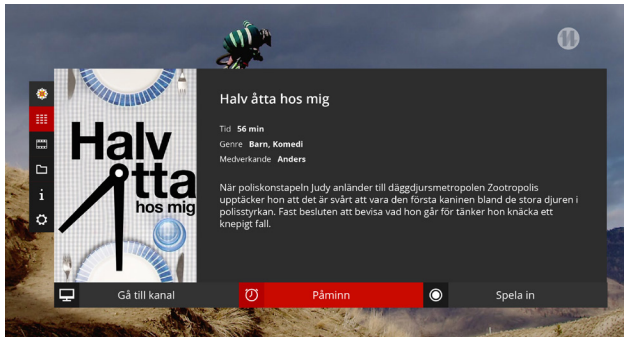 Halv
åtta
hos mig
Halv åtta hos mig
Tid 56 min
Genre Barn, Komedi
Medverkande Anders
När poliskonstapeln Judy anländer till däggdjursmetropolen Zootropolis
upptäcker hon att det är svårt att vara den första kaninen bland de stora djuren i
polisstyrkan. Fast besluten att bevisa vad hon går för tänker hon knäcka ett
knepigt fall.
Gå till kanal
Påminn
Spela in